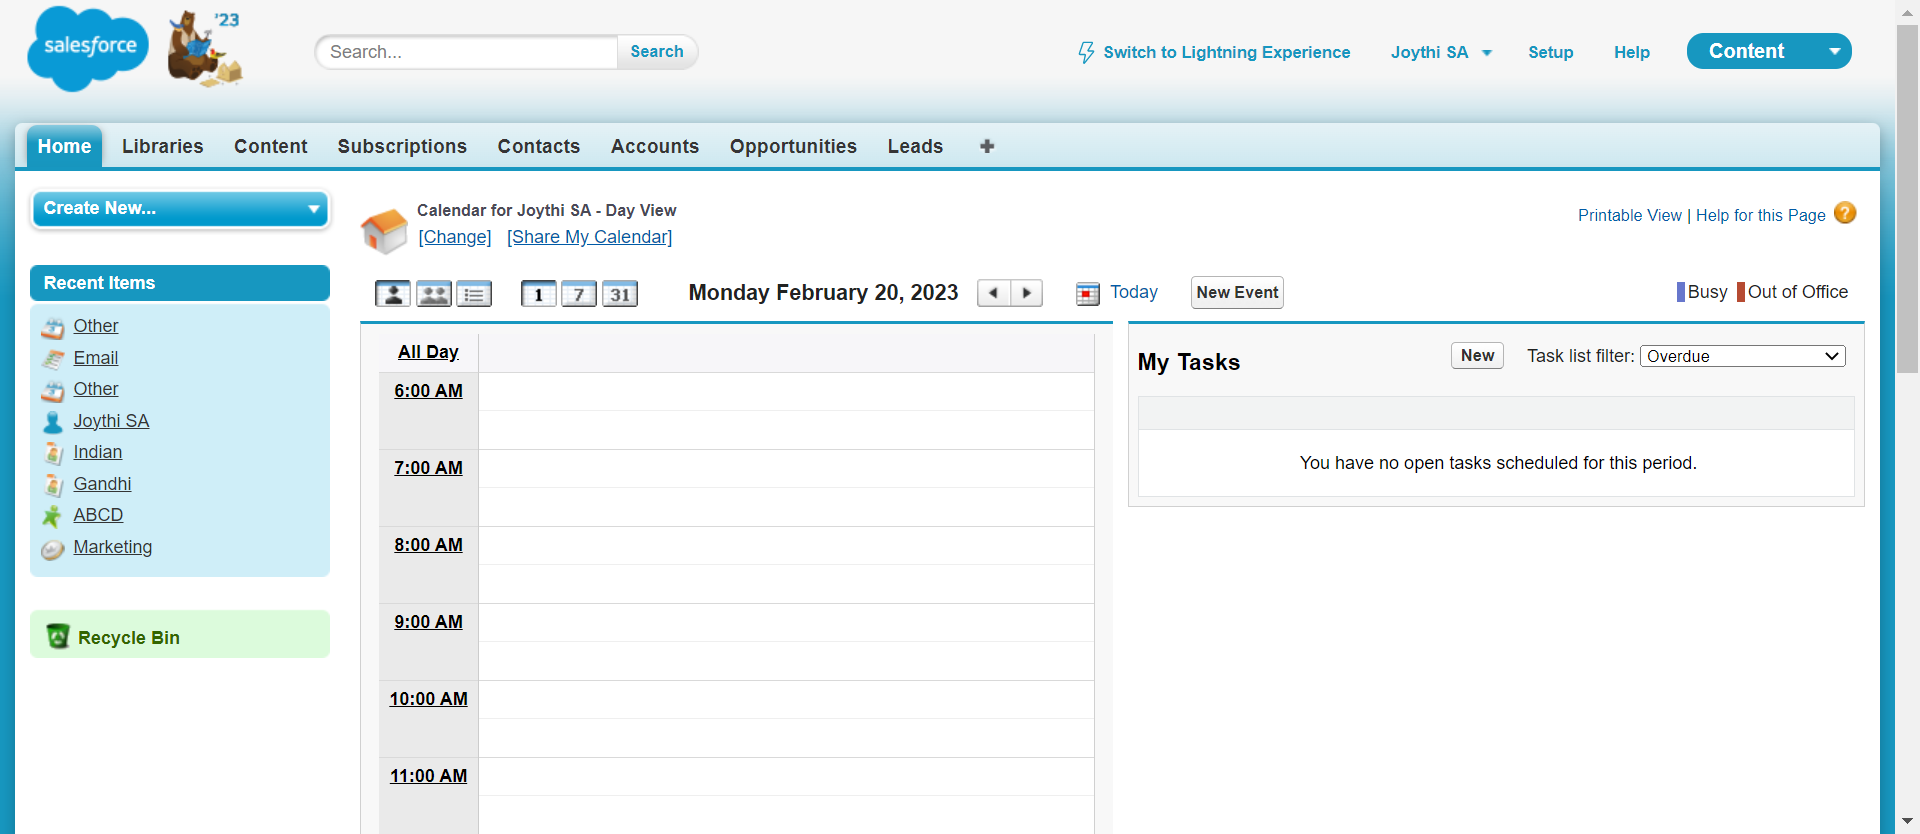 salesforce
'23
Search...
Search
Switch to Lightning Experience
Joythi SA
Setup
Help
Content
Home
Libraries
Content
Subscriptions
Contacts
Accounts
Opportunities
Leads
Create New...
Calendar for Joythi SA - Day View
[Change] [Share My Calendar]
Printable View | Help for this Page ?
Recent Items
Other
Email
Other
Joythi SA
Indian
Gandhi
ABCD
Marketing
Recycle Bin
1
7
31
Monday February 20, 2023
Today
New Event
Busy
Out of Office
All Day
6:00 AM
7:00 AM
8:00 AM
9:00 AM
10:00 AM
11:00 AM
My Tasks
New
Task list filter: Overdue
You have no open tasks scheduled for this period.